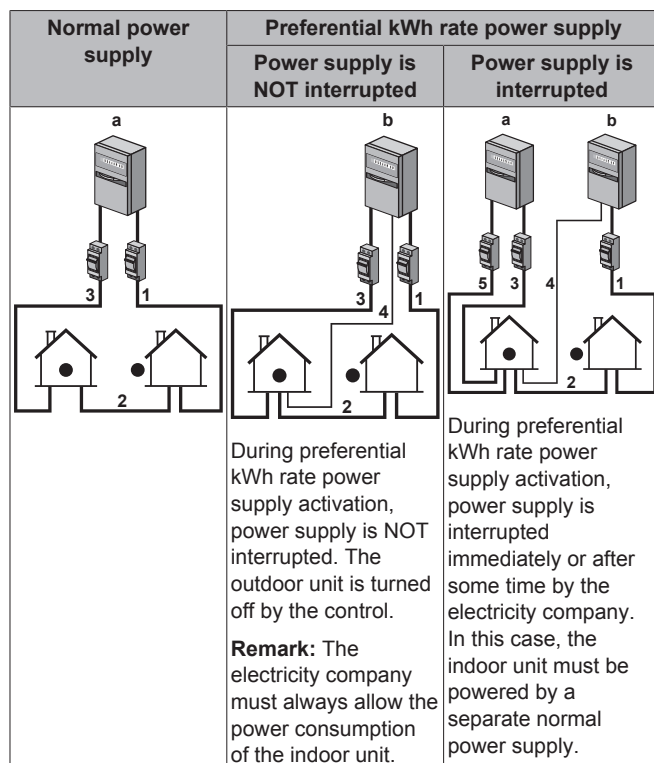 Normal power
supply
Preferential kWh rate power supply
Power supply is
NOT interrupted
Power supply is
interrupted
a
3
1
2
b
3
4
1
2
During preferential
kWh rate power
supply activation,
power supply is NOT
interrupted. The
outdoor unit is turned
off by the control.
Remark: The
electricity company
must always allow the
power consumption
of the indoor unit.
a
b
5
3
4
1
2
During preferential
kWh rate power
supply activation,
power supply is
interrupted
immediately or after
some time by the
electricity company.
In this case, the
indoor unit must be
powered by a
separate normal
power supply.